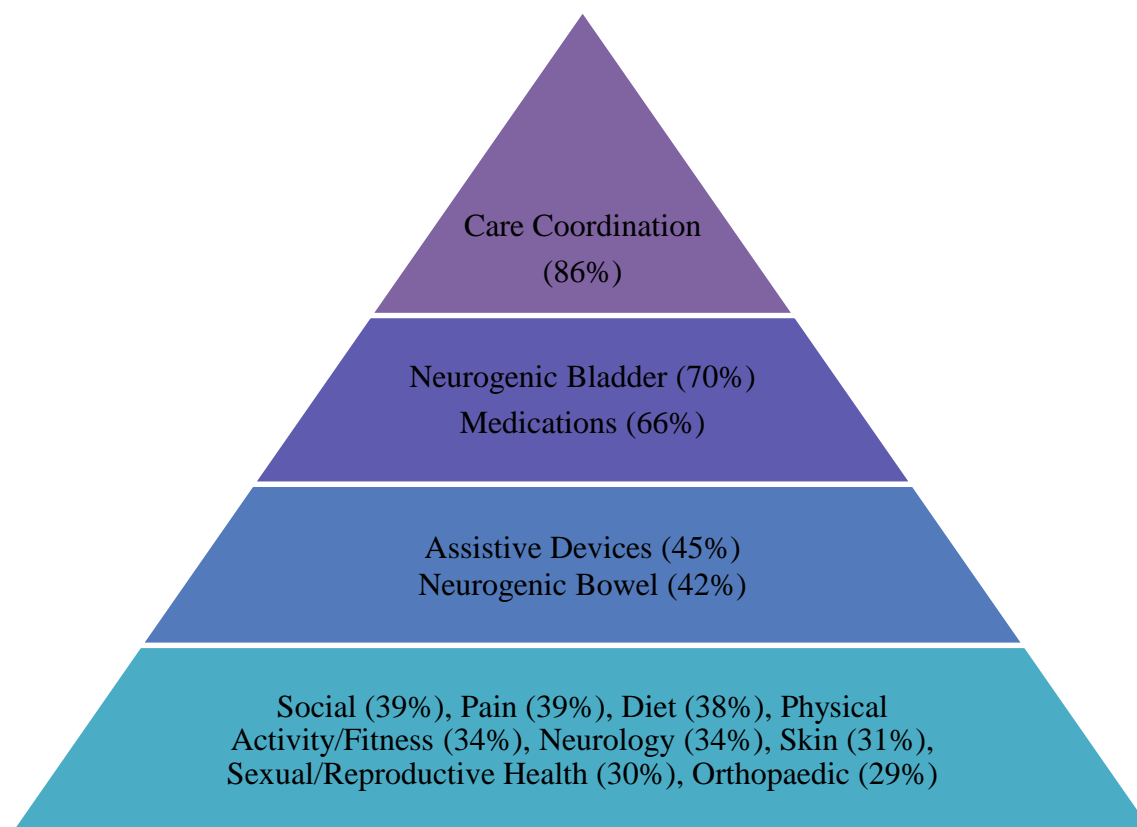 Care Coordination
(86%)
Neurogenic Bladder (70%)
Medications (66%)
Assistive Devices (45%)
Neurogenic Bowel (42%)
Social (39%), Pain (39%), Diet (38%), Physical
Activity/Fitness (34%), Neurology (34%), Skin (31%),
Sexual/Reproductive Health (30%), Orthopaedic (29%)